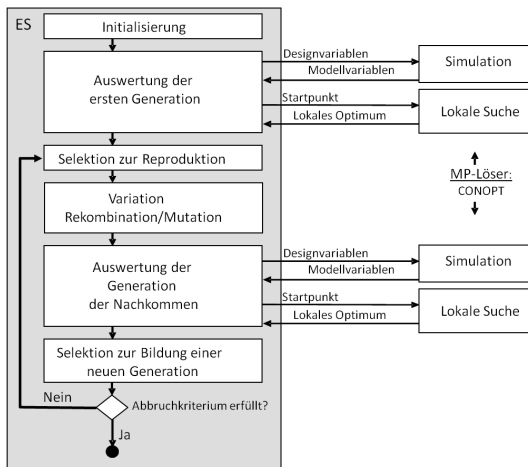 ES
Initialisierung
Auswertung der
ersten Generation
Designvariablen
Modellvariablen
Simulation
Startpunkt
Lokales Optimum
Lokale Suche
Selektion zur Reproduktion
MP-Löser:
CONOPT
Variation
Rekombination/Mutation
Auswertung der
Generation
der Nachkommen
Designvariablen
Modellvariablen
Simulation
Startpunkt
Lokales Optimum
Lokale Suche
Selektion zur Bildung einer
neuen Generation
Nein
Abbruchkriterium erfüllt?
Ja